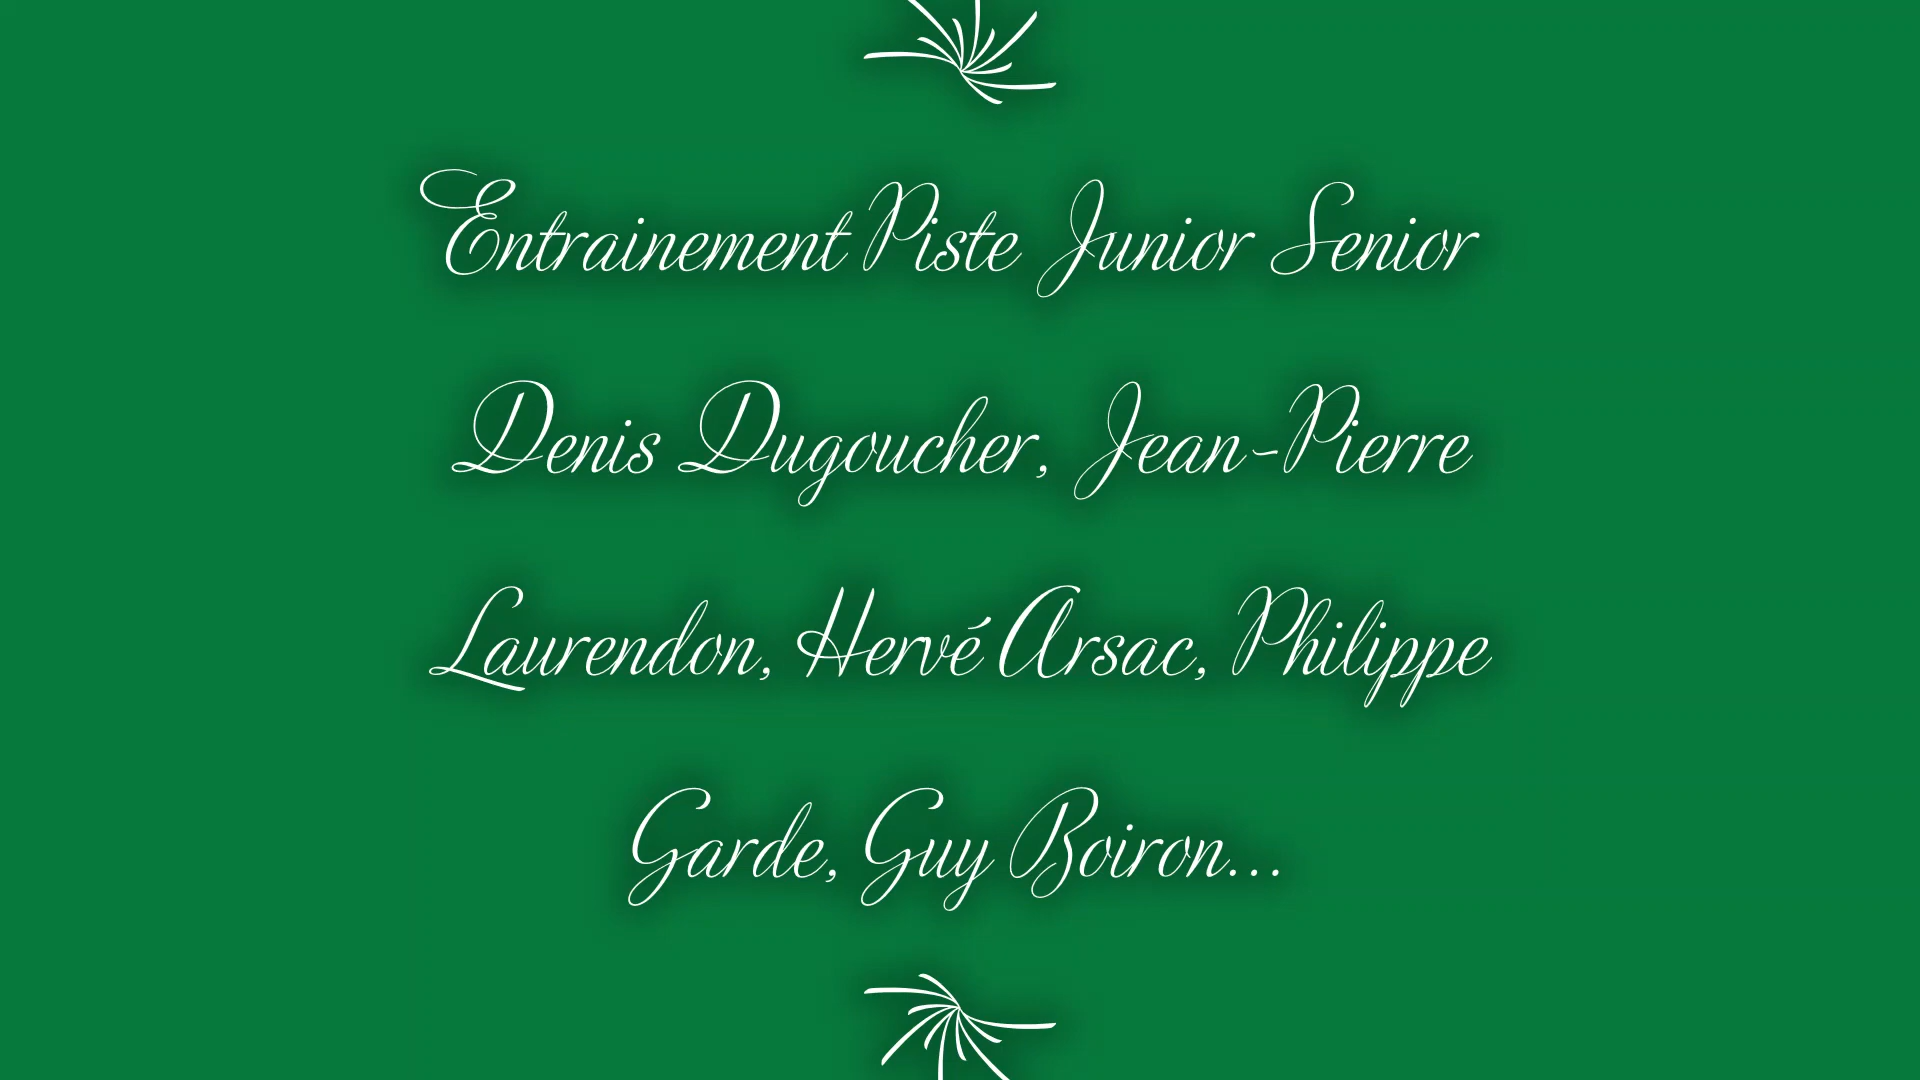 Entrainement Piste Junior Senior
Denis Dugoucher, Jean-Pierre
Laurendon, Hervé Arsac, Philippe
Garde, Guy Boiron...